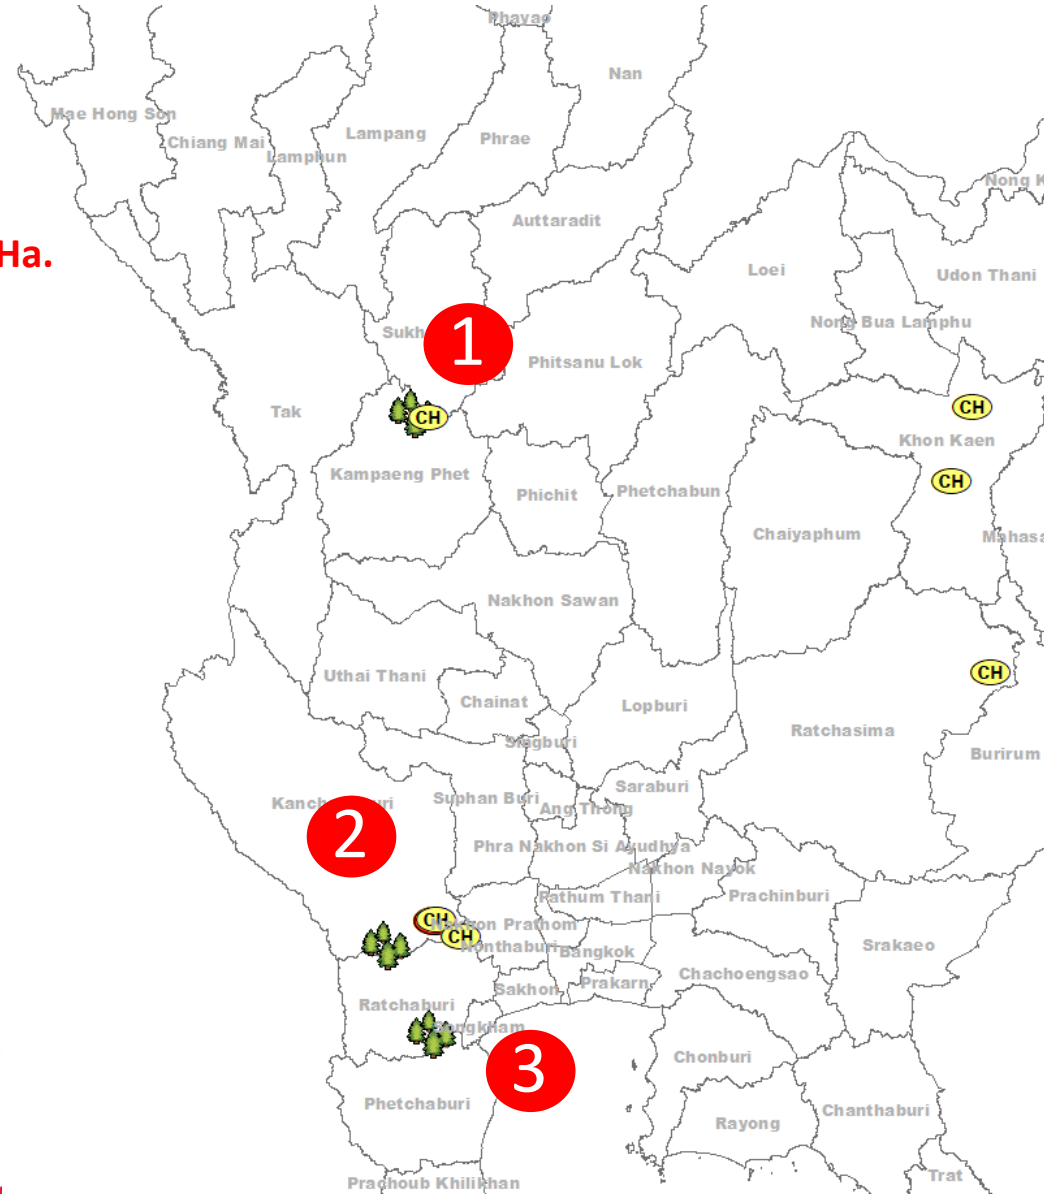 Phayao
Nan
Mae Hong Son
Chiang Mai
Lampang
Phrae
Lamphun
Nong K
Auttaradit
Ha.
Loei
Udon Thani
Sukh
1
Nong Bua Lamphu
Phitsanu Lok
Tak
CH
CH
Khon Kaen
Kampaeng Phet
CH
Phichit
Phetchabun
Chaiyaphum
Mahasa
Nakhon Sawan
Uthai Thani
CH
Chainat
Lopburi
Ratchasima
Singburi
Burirum
Saraburi
Suphan Buri
Ang Thong
2
Phra Nakhon Si Ayudhya
Nakhon Nayok
Pathum Thani
Prachinburi
CH
Nakhon Prathom
CH
Nonthaburi
Bangkok
Srakaeo
Chachoengsao
Sakhon
Prakarn
Ratchaburi
Songkham
3
Chonburi
Phetchaburi
Rayong
Chanthaburi
Trat
Prachoub Khilikhan